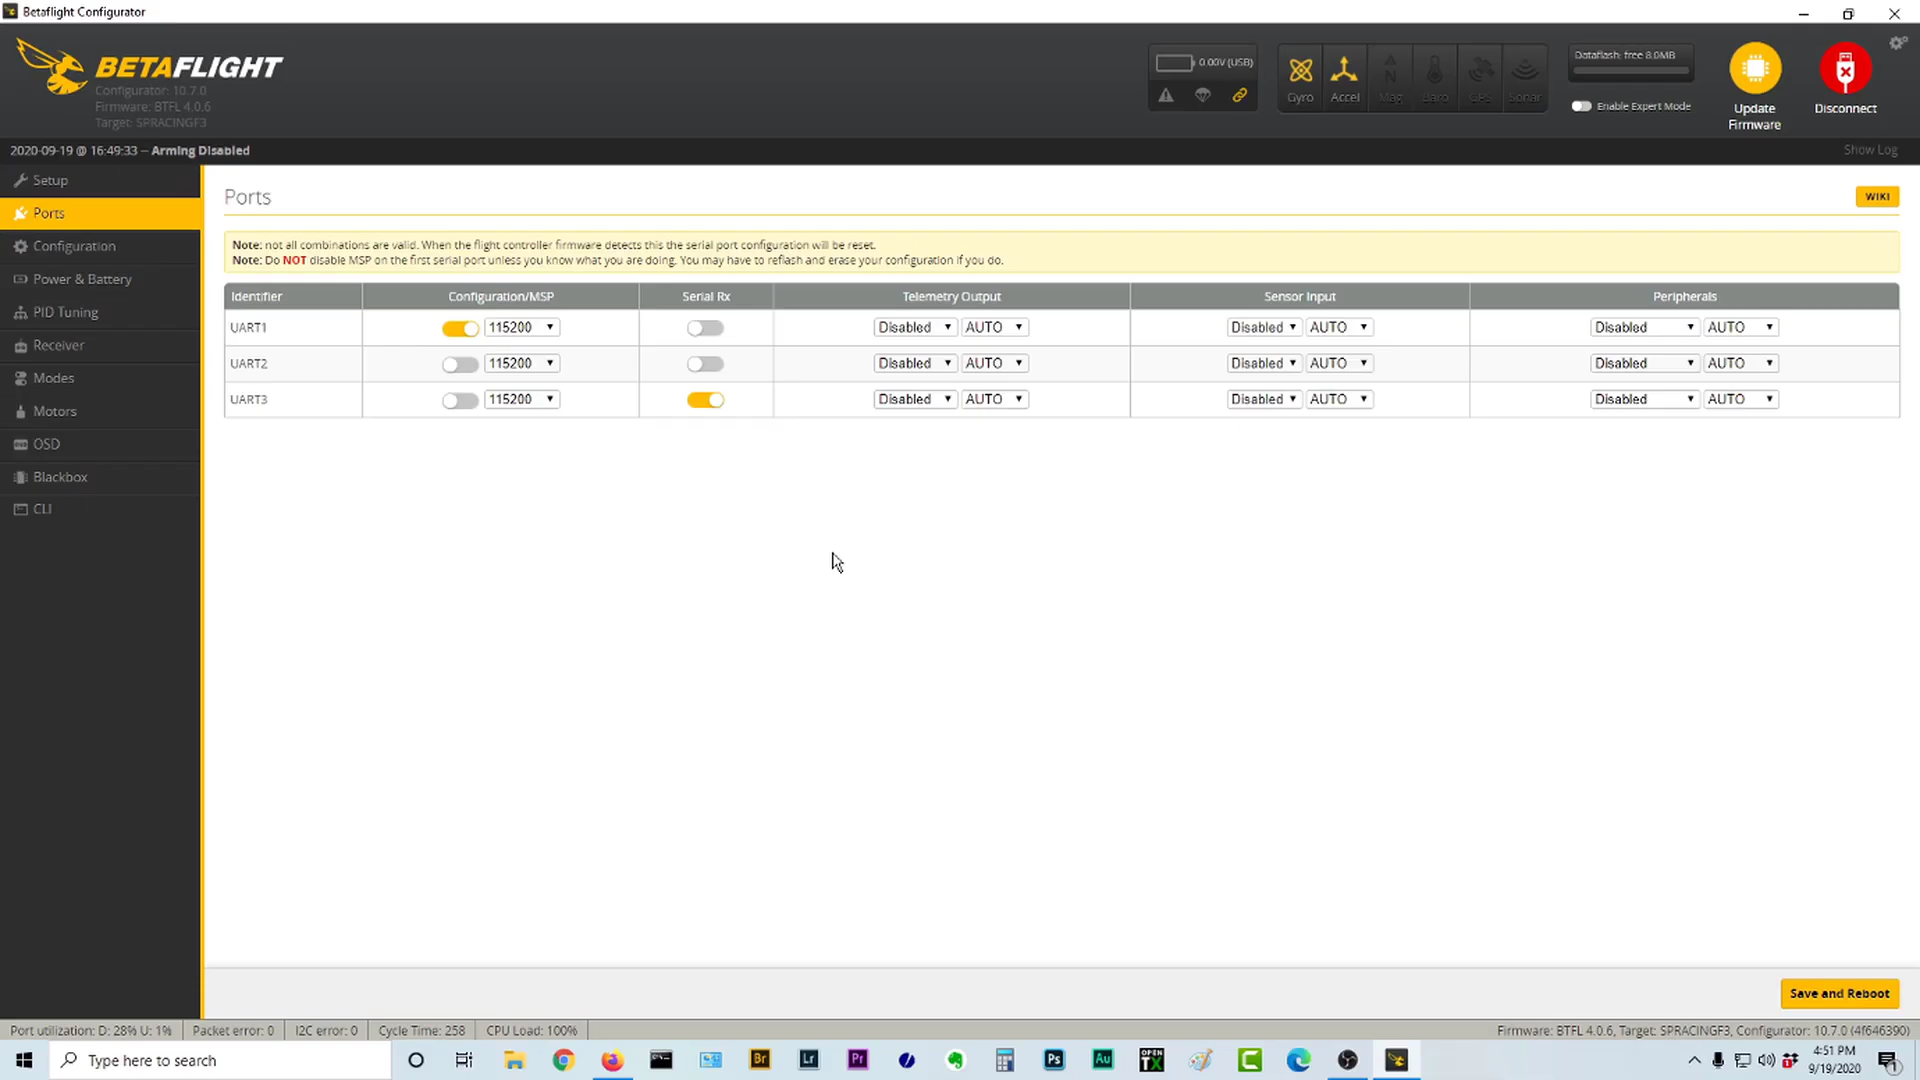 Betaflight Configurator
BETAFLIGHT
Configurator: 10.7.0
Firmware: BTFL 4.0.6
Target: SPRACINGF3
0.00V (USB)
Gyro Accel Mag Baro GPS Sonar
Dataflash: free 8.0MB
Enable Expert Mode
Update Firmware
Disconnect
2020-09-19 @ 16:49:33 -- Arming Disabled
Show Log
Setup
Ports
Configuration
Power & Battery
PID Tuning
Receiver
Modes
Motors
OSD
Blackbox
CLI
Ports
WIKI
Note: not all combinations are valid. When the flight controller firmware detects this the serial port configuration will be reset.
Note: Do NOT disable MSP on the first serial port unless you know what you are doing. You may have to reflash and erase your configuration if you do.
Identifier Configuration/MSP Serial Rx Telemetry Output Sensor Input Peripherals
UART1 115200 Disabled AUTO Disabled AUTO Disabled AUTO
UART2 115200 Disabled AUTO Disabled AUTO Disabled AUTO
UART3 115200 Disabled AUTO Disabled AUTO Disabled AUTO
Save and Reboot
Port utilization: D: 28% U: 1% Packet error: 0 I2C error: 0 Cycle Time: 258 CPU Load: 100% Firmware: BTFL 4.0.6, Target: SPRACINGF3, Configurator: 10.7.0 (4f646390)
Type here to search
Br Lr Pr Ps Au OPEN TX
4:51 PM
9/19/2020